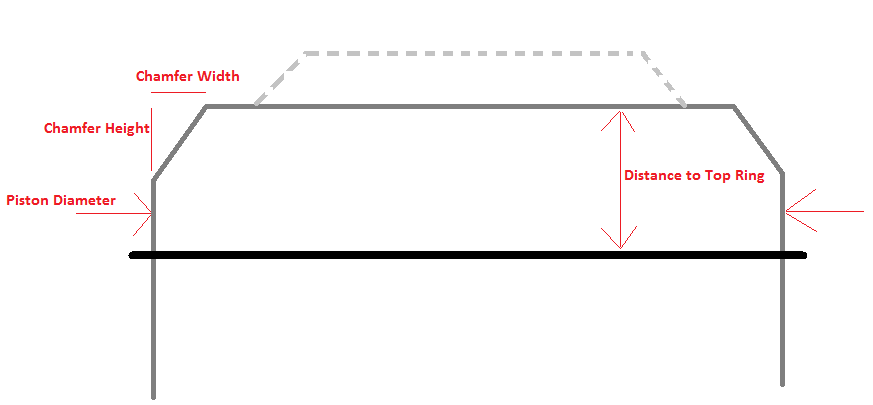 Chamfer Width
Chamfer Height
Distance to Top Ring
Piston Diameter